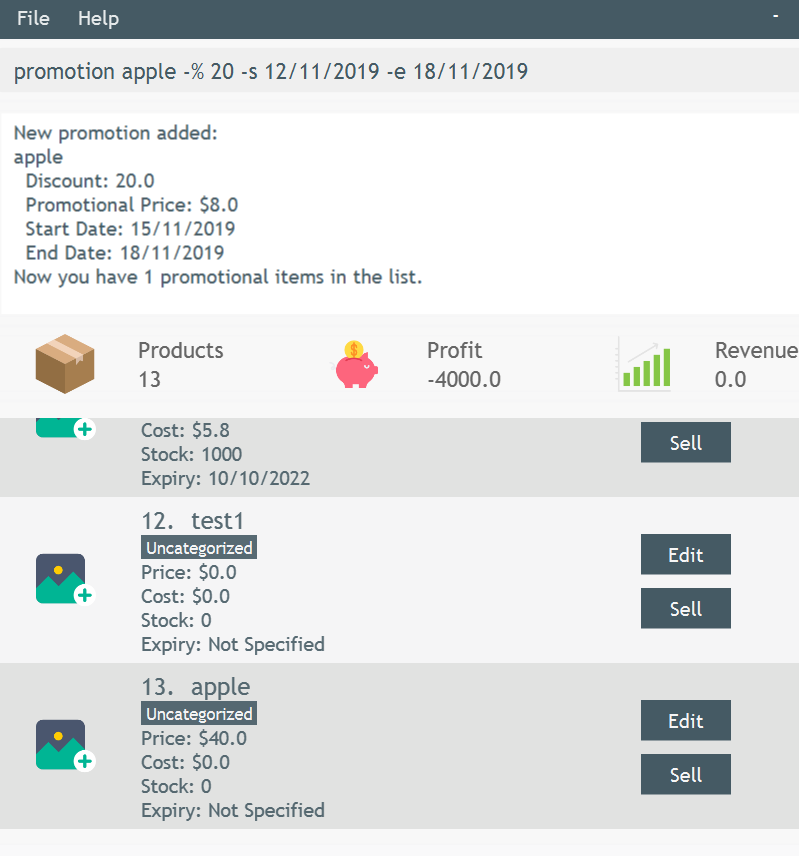 File Help -
promotion apple -% 20 -s 12/11/2019 -e 18/11/2019
New promotion added:
apple
Discount: 20.0
Promotional Price: $8.0
Start Date: 15/11/2019
End Date: 18/11/2019
Now you have 1 promotional items in the list.
Products Profit Revenue
13 -4000.0 0.0
Cost: $5.8
Sell
Stock: 1000
Expiry: 10/10/2022
12. test1
Uncategorized
Edit
Price: $0.0
Cost: $0.0
Sell
Stock: 0
Expiry: Not Specified
13. apple
Uncategorized
Edit
Price: $40.0
Cost: $0.0
Sell
Stock: 0
Expiry: Not Specified